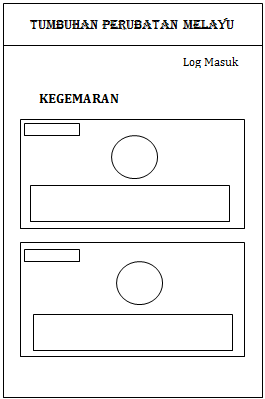 TUMBUHAN PERUBATAN MELAYU
Log Masuk
KEGEMARAN